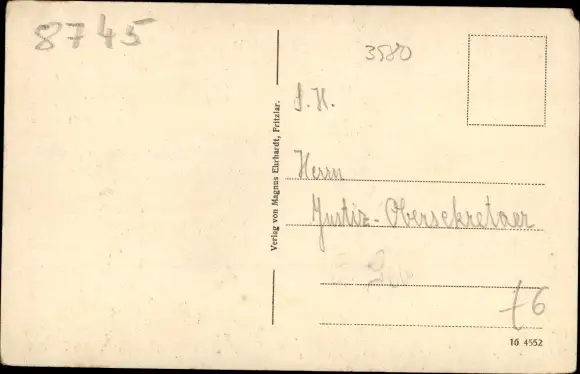 8745
3580
S. H.
Herrn
Justiz-Obersekretaer
Verlag von Magnus Ehrhardt, Fritzlar.
16 4552